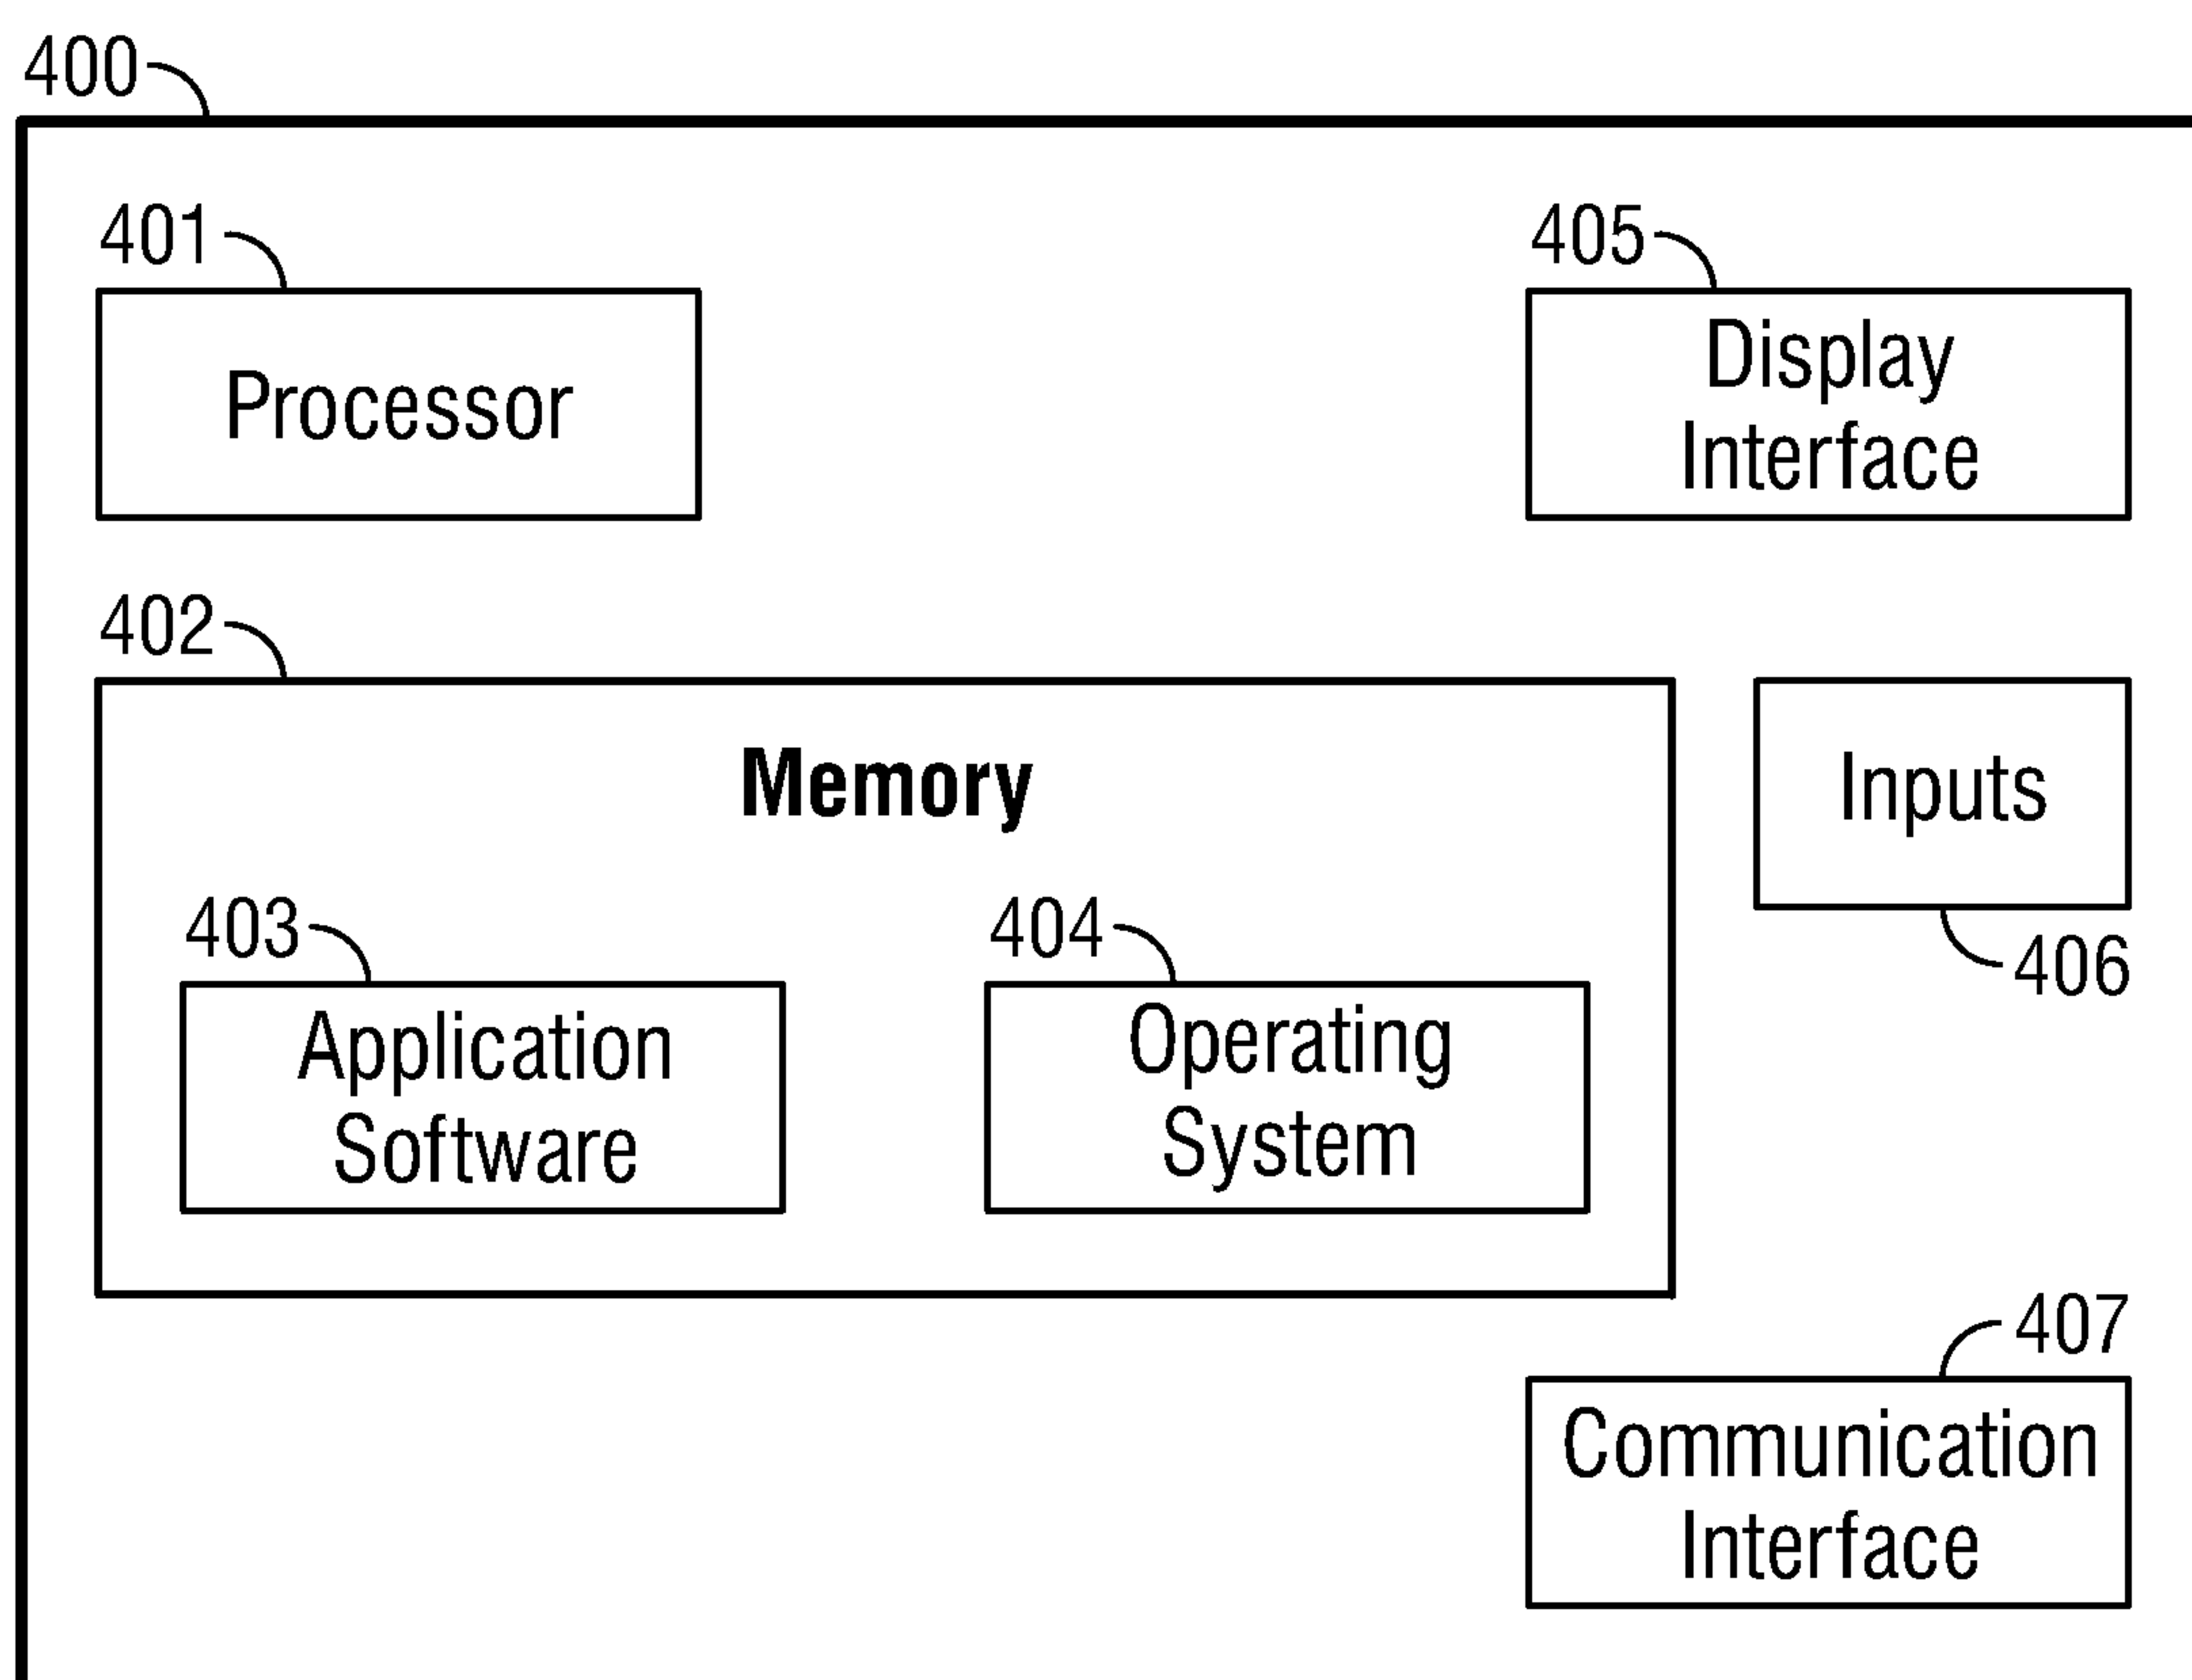 400
401
Processor
405
Display
Interface
402
Memory
403
Application
Software
404
Operating
System
Inputs
406
407
Communication
Interface